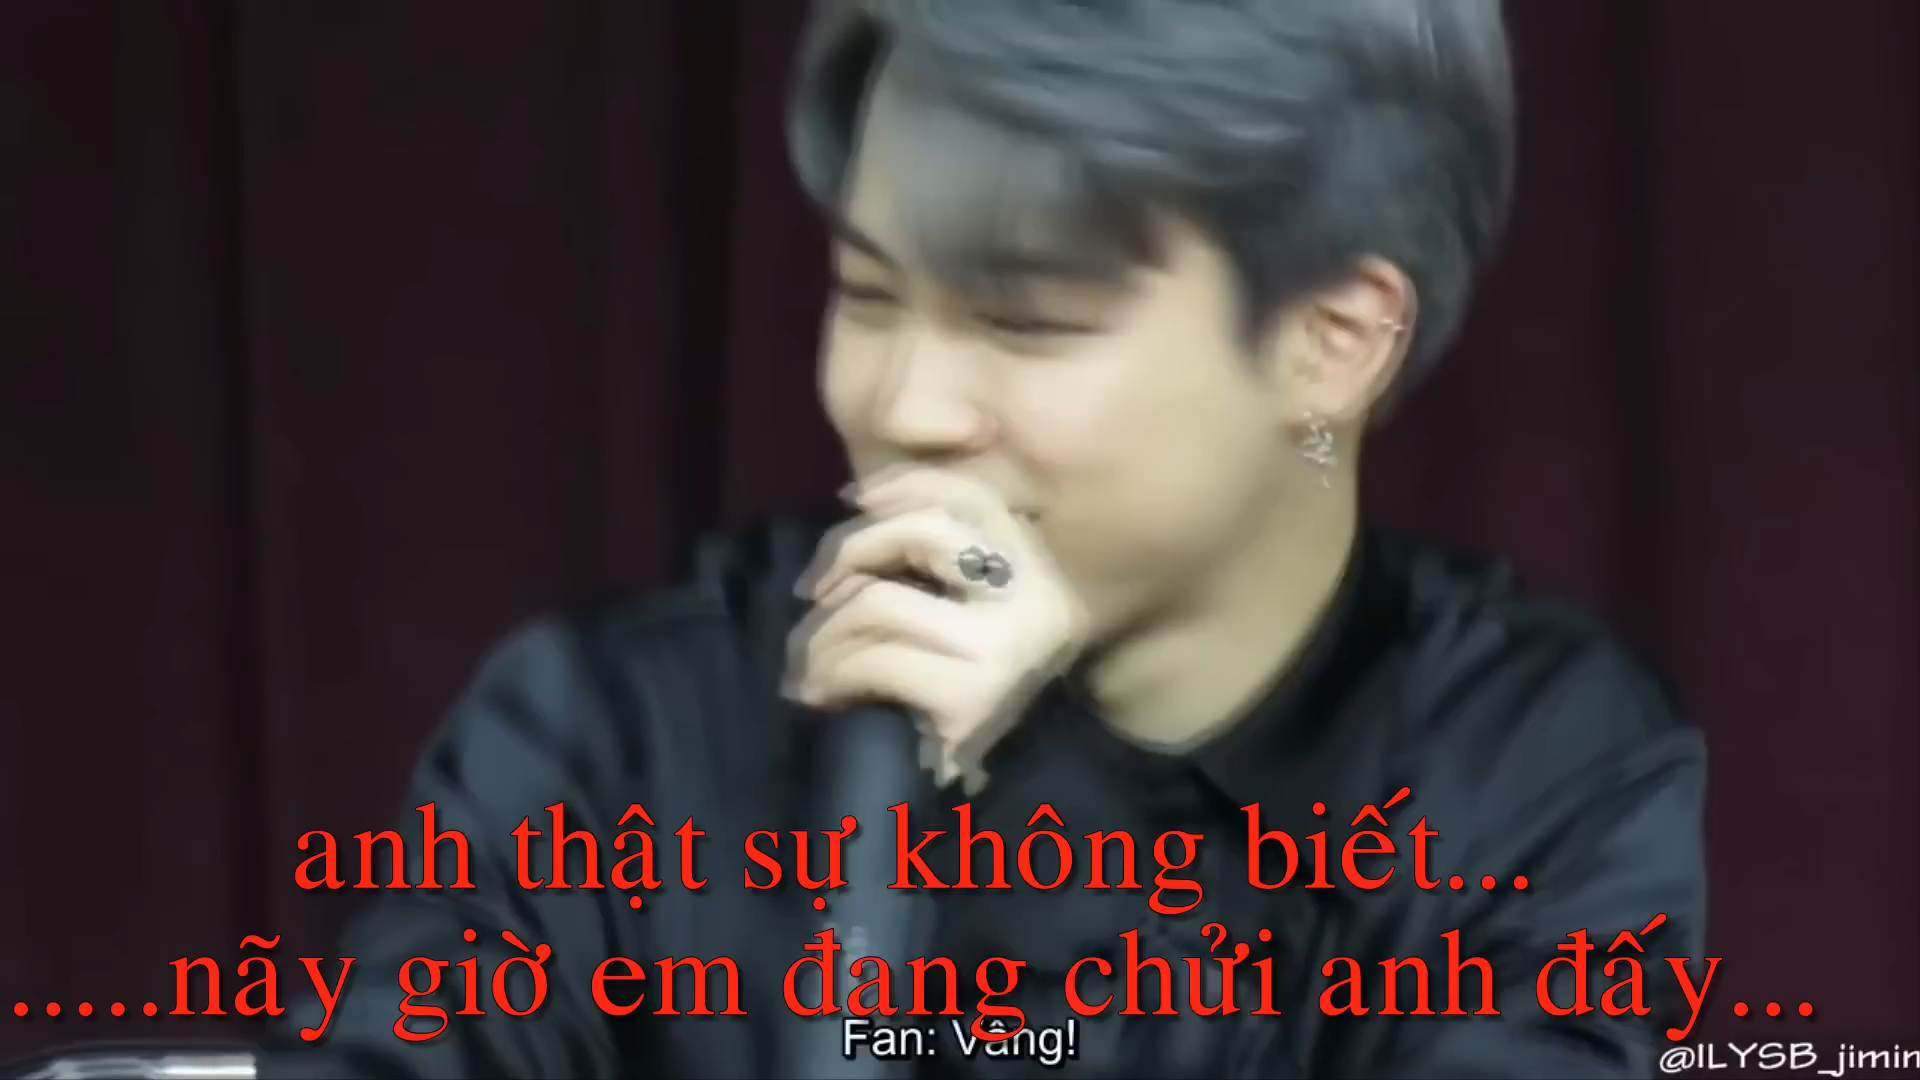 anh thật sự không biết...
.....nãy giờ em đang chửi anh đấy...
Fan: Vâng!
@ILYSB_jimin